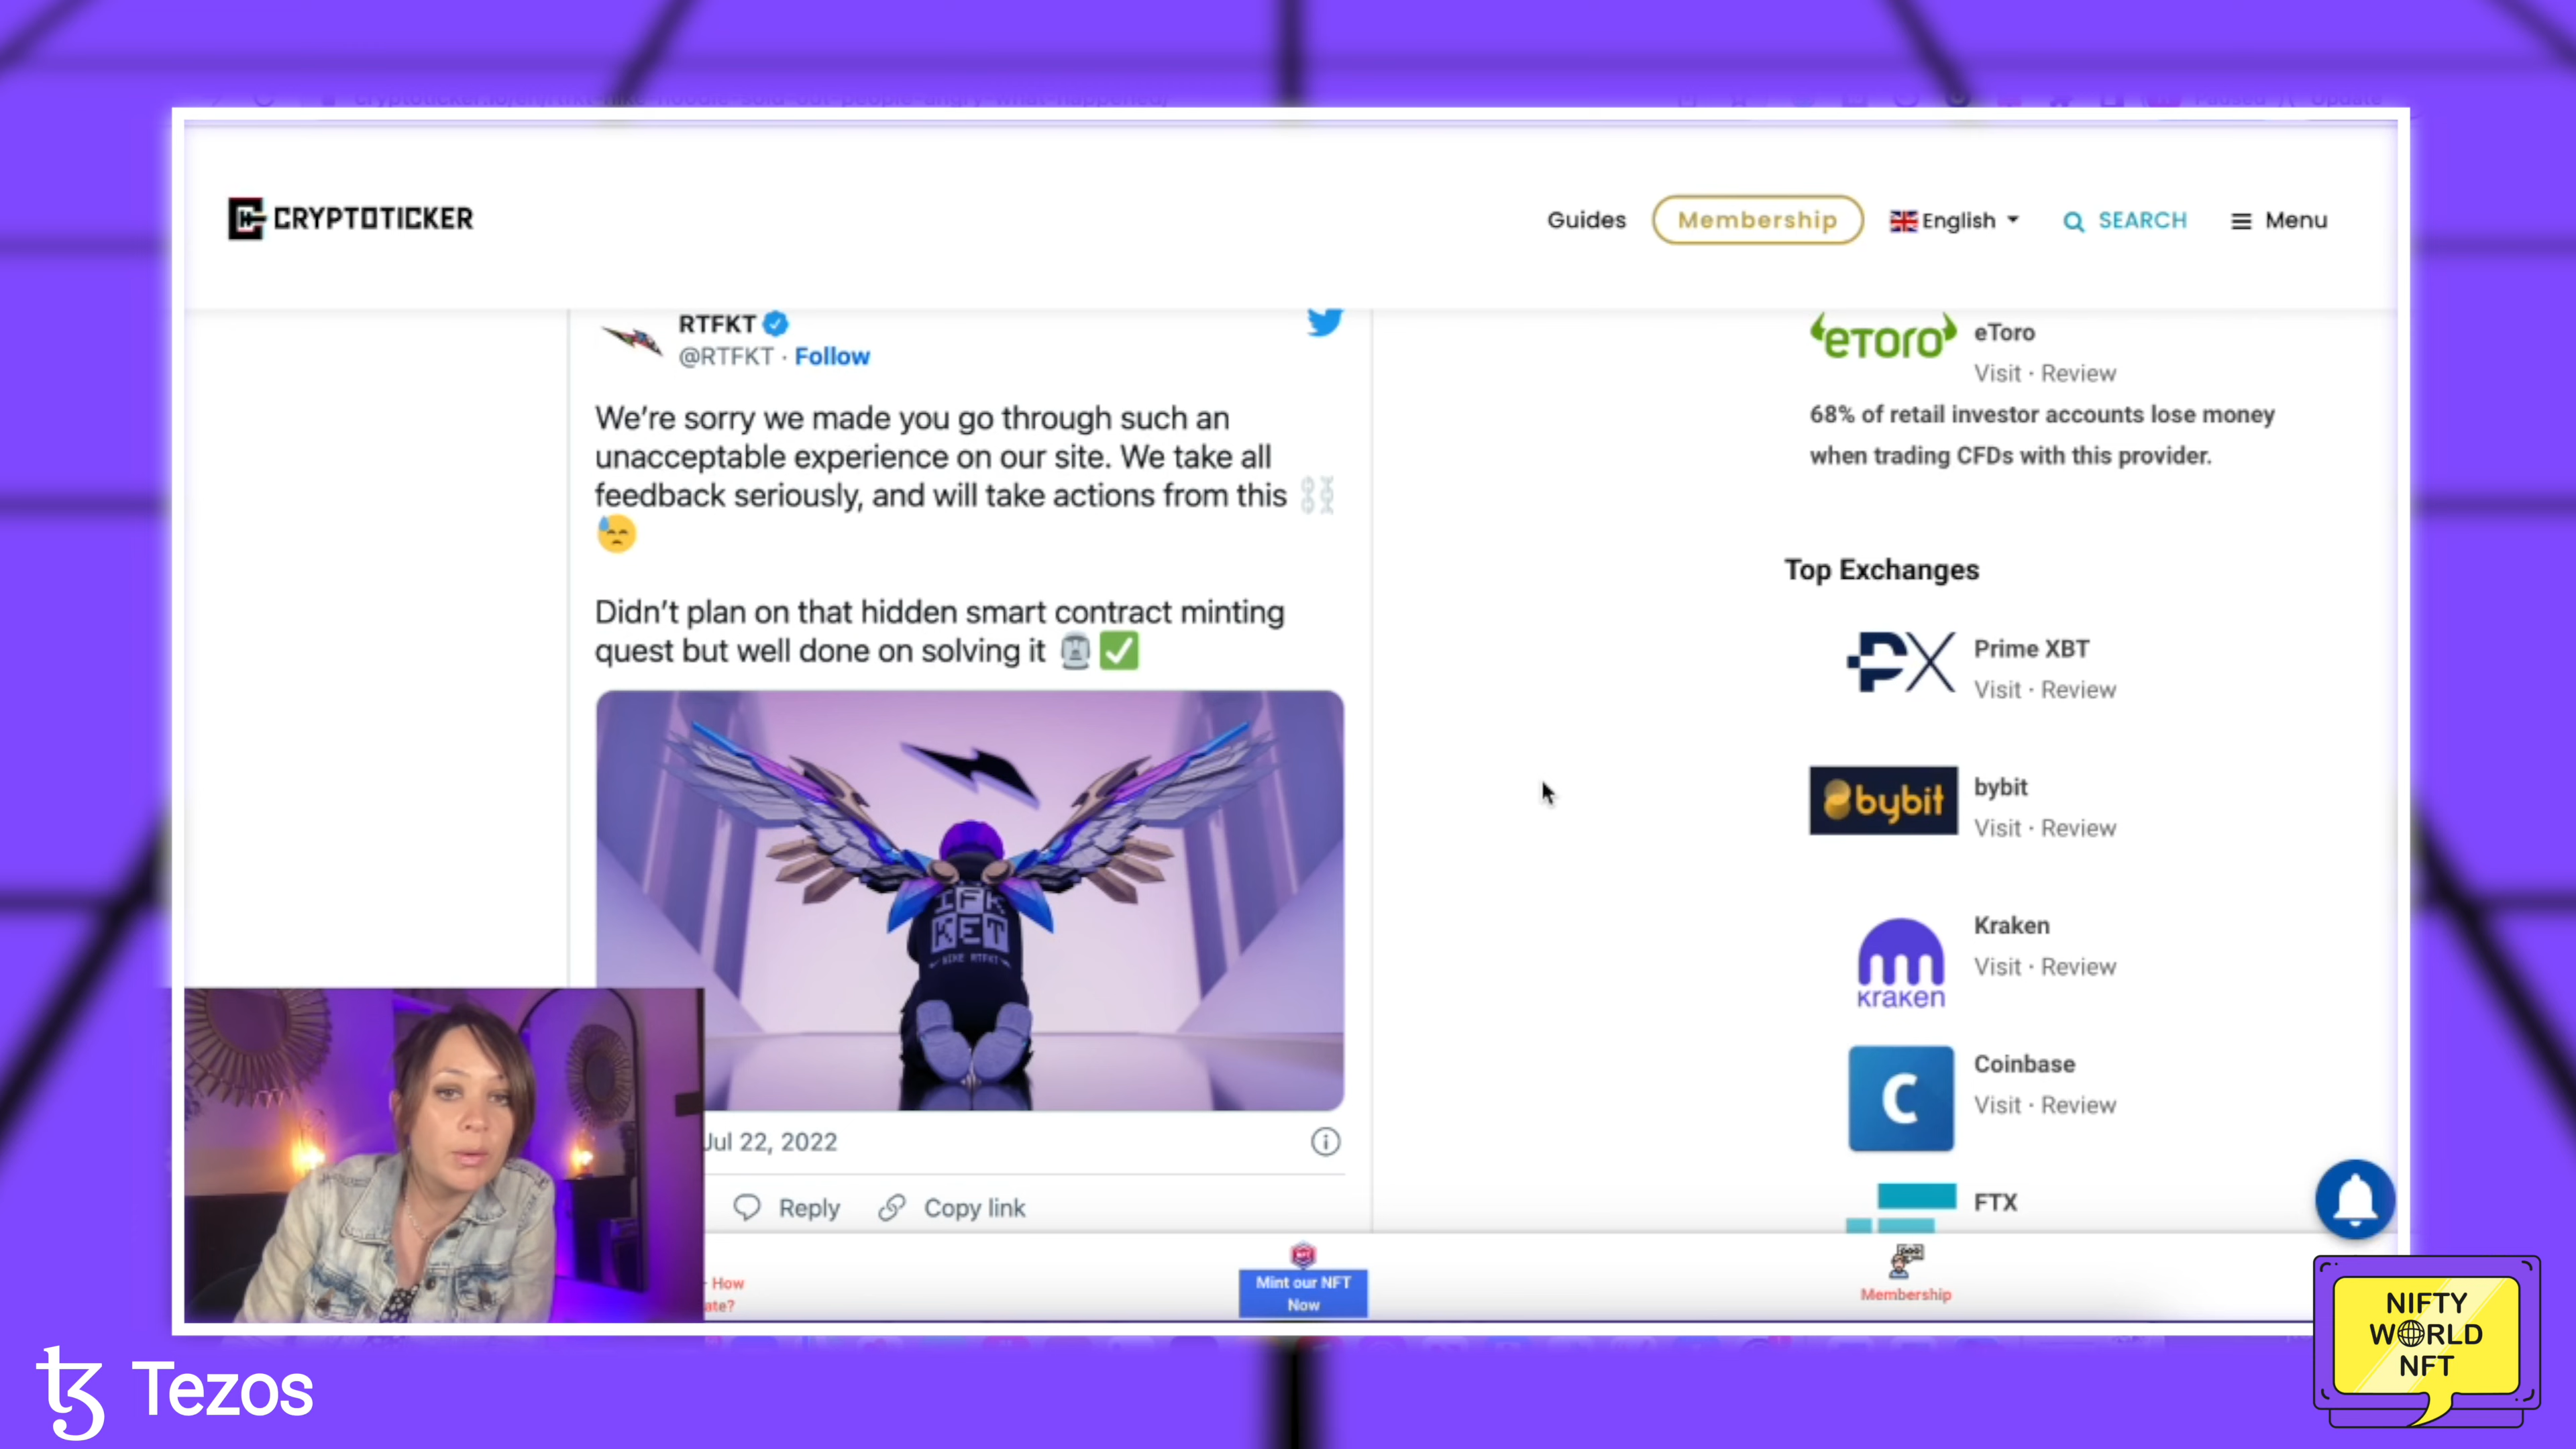 CRYPTOTICKER
Guides
Membership
English
SEARCH
Menu
RTFKT
@RTFKT · Follow
We're sorry we made you go through such an
unacceptable experience on our site. We take all
feedback seriously, and will take actions from this ⛓️
😓
Didn't plan on that hidden smart contract minting
quest but well done on solving it 🗿✅
NIKE RTFKT
Jul 22, 2022
Reply
Copy link
eToro
eToro
Visit · Review
68% of retail investor accounts lose money
when trading CFDs with this provider.
Top Exchanges
PX
Prime XBT
Visit · Review
bybit
bybit
Visit · Review
kraken
Kraken
Visit · Review
C
Coinbase
Visit · Review
FTX
How
ate?
Mint our NFT
Now
Membership
Tezos
NIFTY
WORLD
NFT